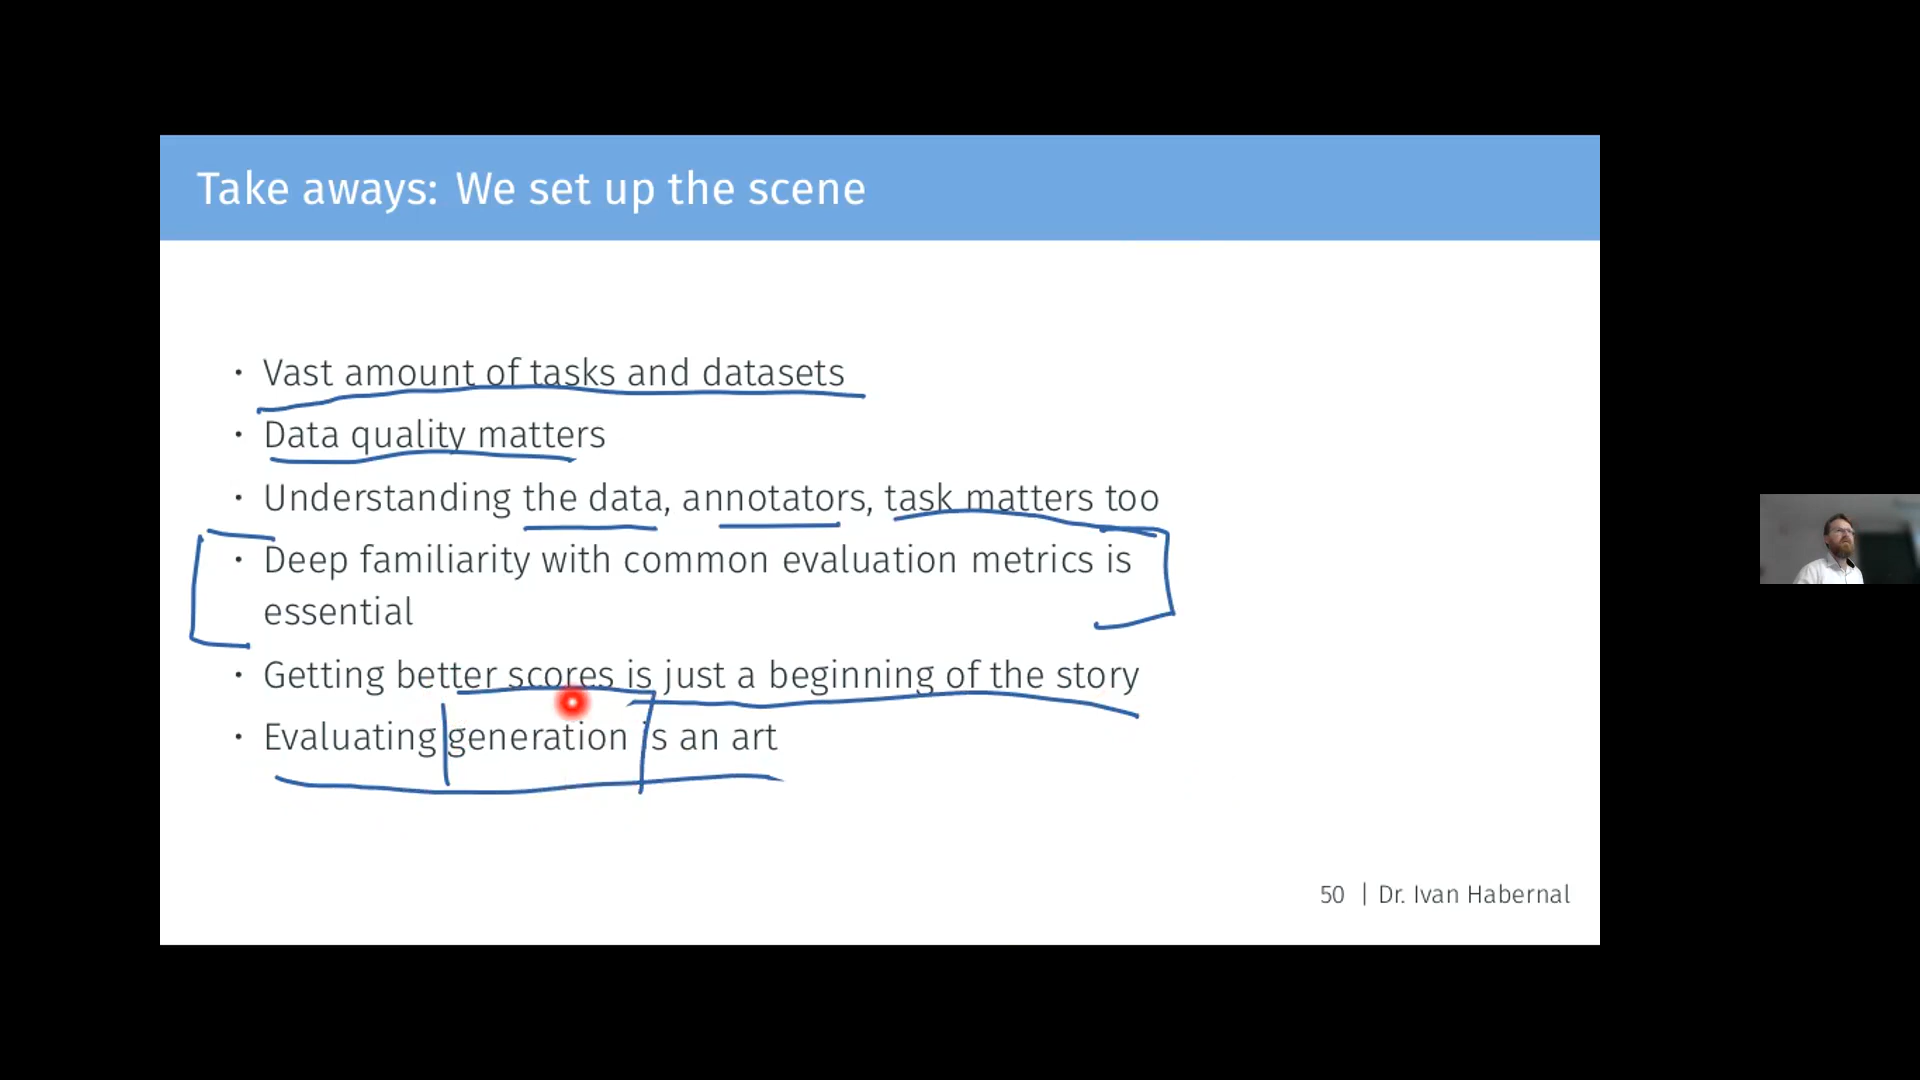 Take aways: We set up the scene
• Vast amount of tasks and datasets
• Data quality matters
• Understanding the data, annotators, task matters too
• Deep familiarity with common evaluation metrics is
essential
• Getting better scores is just a beginning of the story
• Evaluating generation is an art
50 | Dr. Ivan Habernal